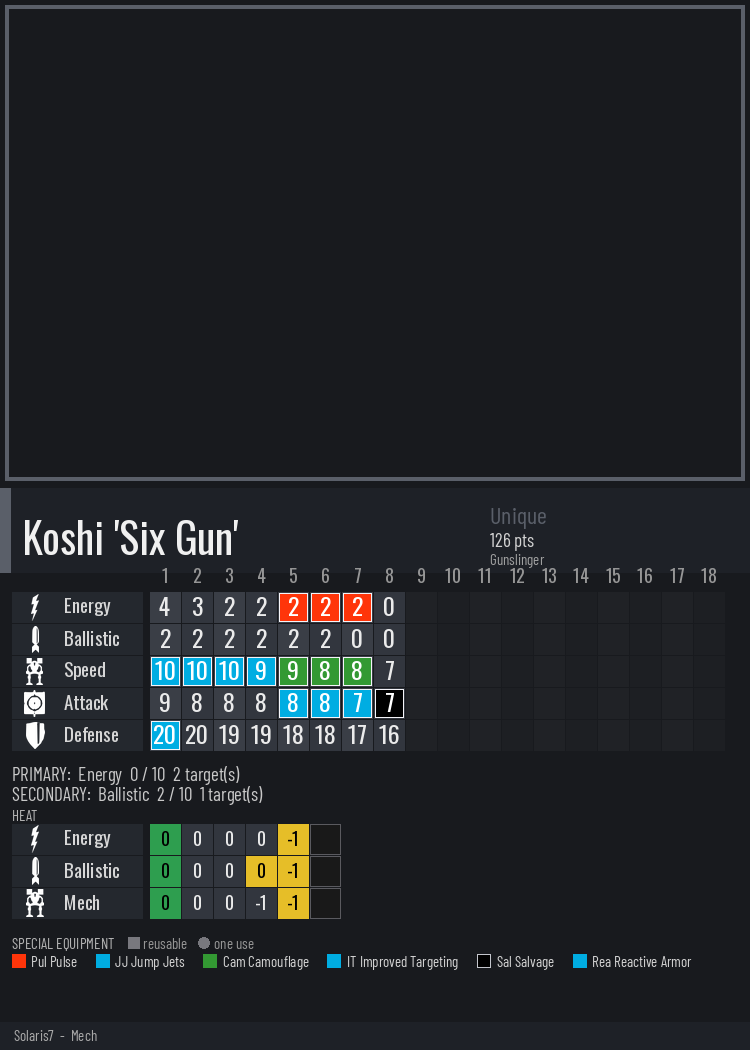 Koshi 'Six Gun'
Unique
126 pts
Gunslinger
1 2 3 4 5 6 7 8 9 10 11 12 13 14 15 16 17 18
Energy 4 3 2 2 2 2 2 0
Ballistic 2 2 2 2 2 2 0 0
Speed 10 10 10 9 9 8 8 7
Attack 9 8 8 8 8 8 7 7
Defense 20 20 19 19 18 18 17 16
PRIMARY: Energy 0 / 10 2 target(s)
SECONDARY: Ballistic 2 / 10 1 target(s)
HEAT
Energy 0 0 0 0 -1
Ballistic 0 0 0 0 -1
Mech 0 0 0 -1 -1
SPECIAL EQUIPMENT reusable one use
Pul Pulse JJ Jump Jets Cam Camouflage IT Improved Targeting Sal Salvage Rea Reactive Armor
Solaris7 - Mech